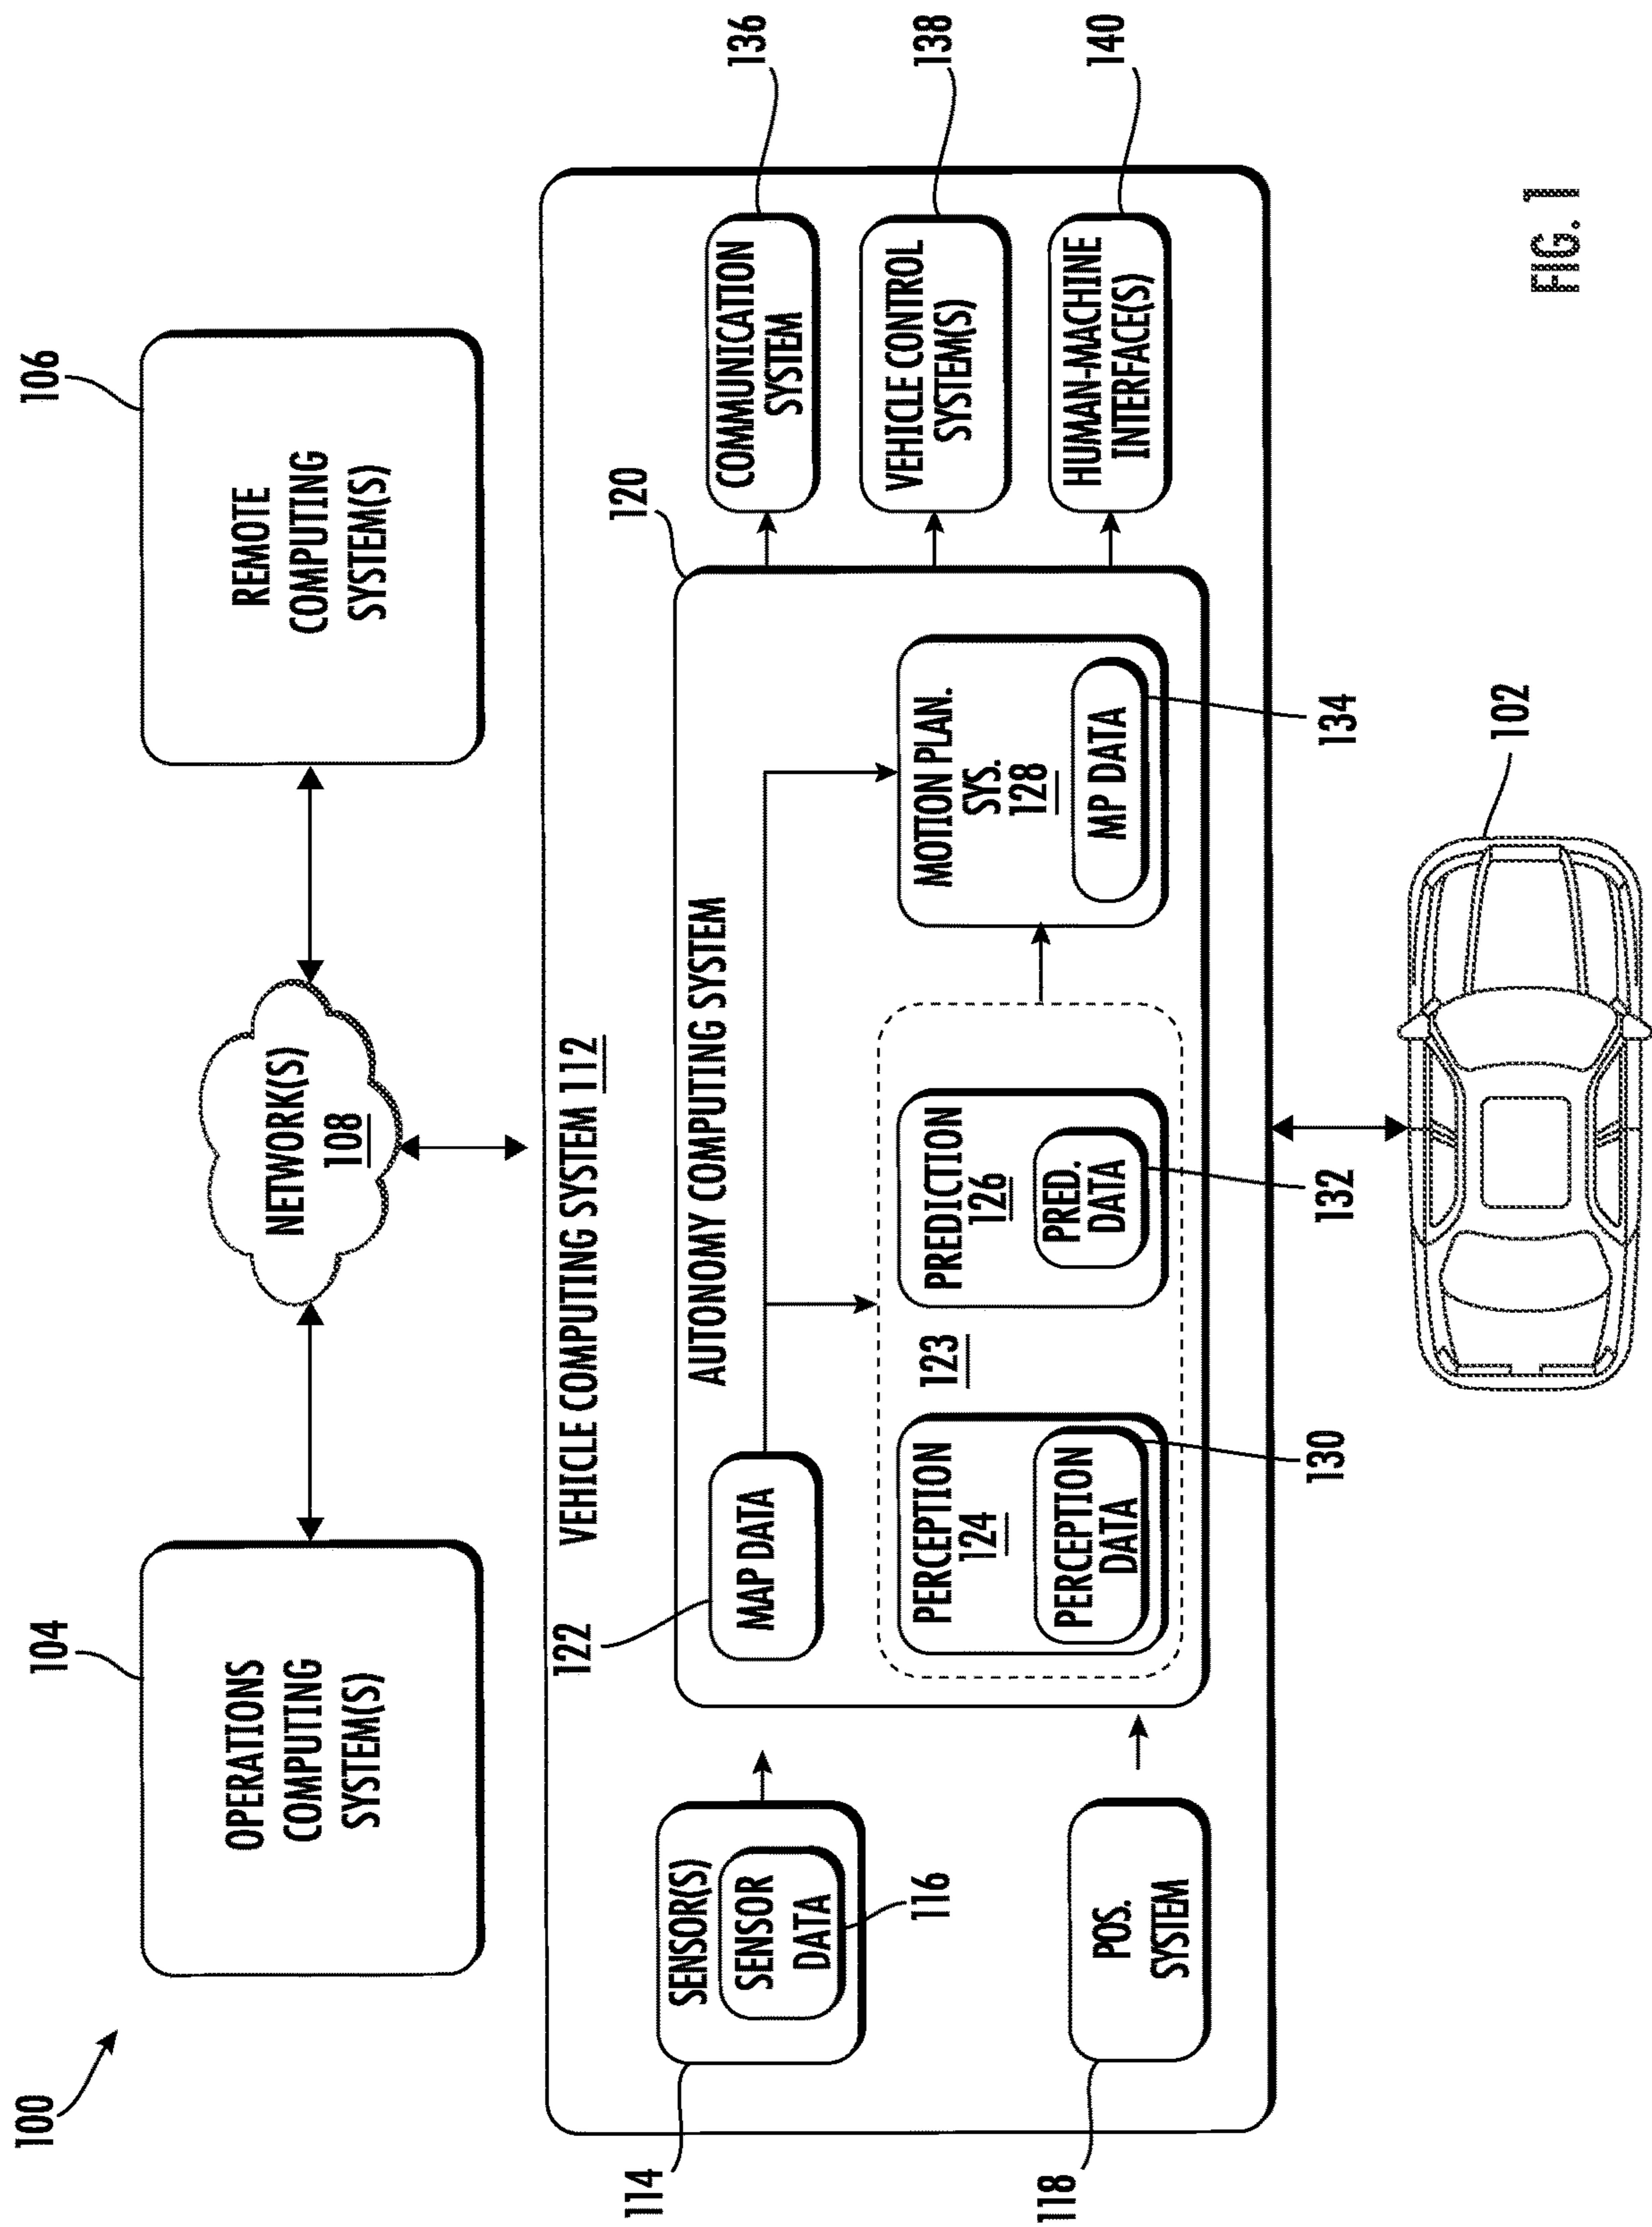 100
104
OPERATIONS
COMPUTING
SYSTEM(S)
NETWORK(S)
108
106
REMOTE
COMPUTING
SYSTEM(S)
VEHICLE COMPUTING SYSTEM 112
114
SENSOR(S)
SENSOR
DATA
116
118
POS.
SYSTEM
120
AUTONOMY COMPUTING SYSTEM
122
MAP DATA
123
PERCEPTION
124
PERCEPTION
DATA
130
PREDICTION
126
PRED.
DATA
132
MOTION PLAN.
SYS.
128
MP DATA
134
136
COMMUNICATION
SYSTEM
138
VEHICLE CONTROL
SYSTEM(S)
140
HUMAN-MACHINE
INTERFACE(S)
102
FIG. 1